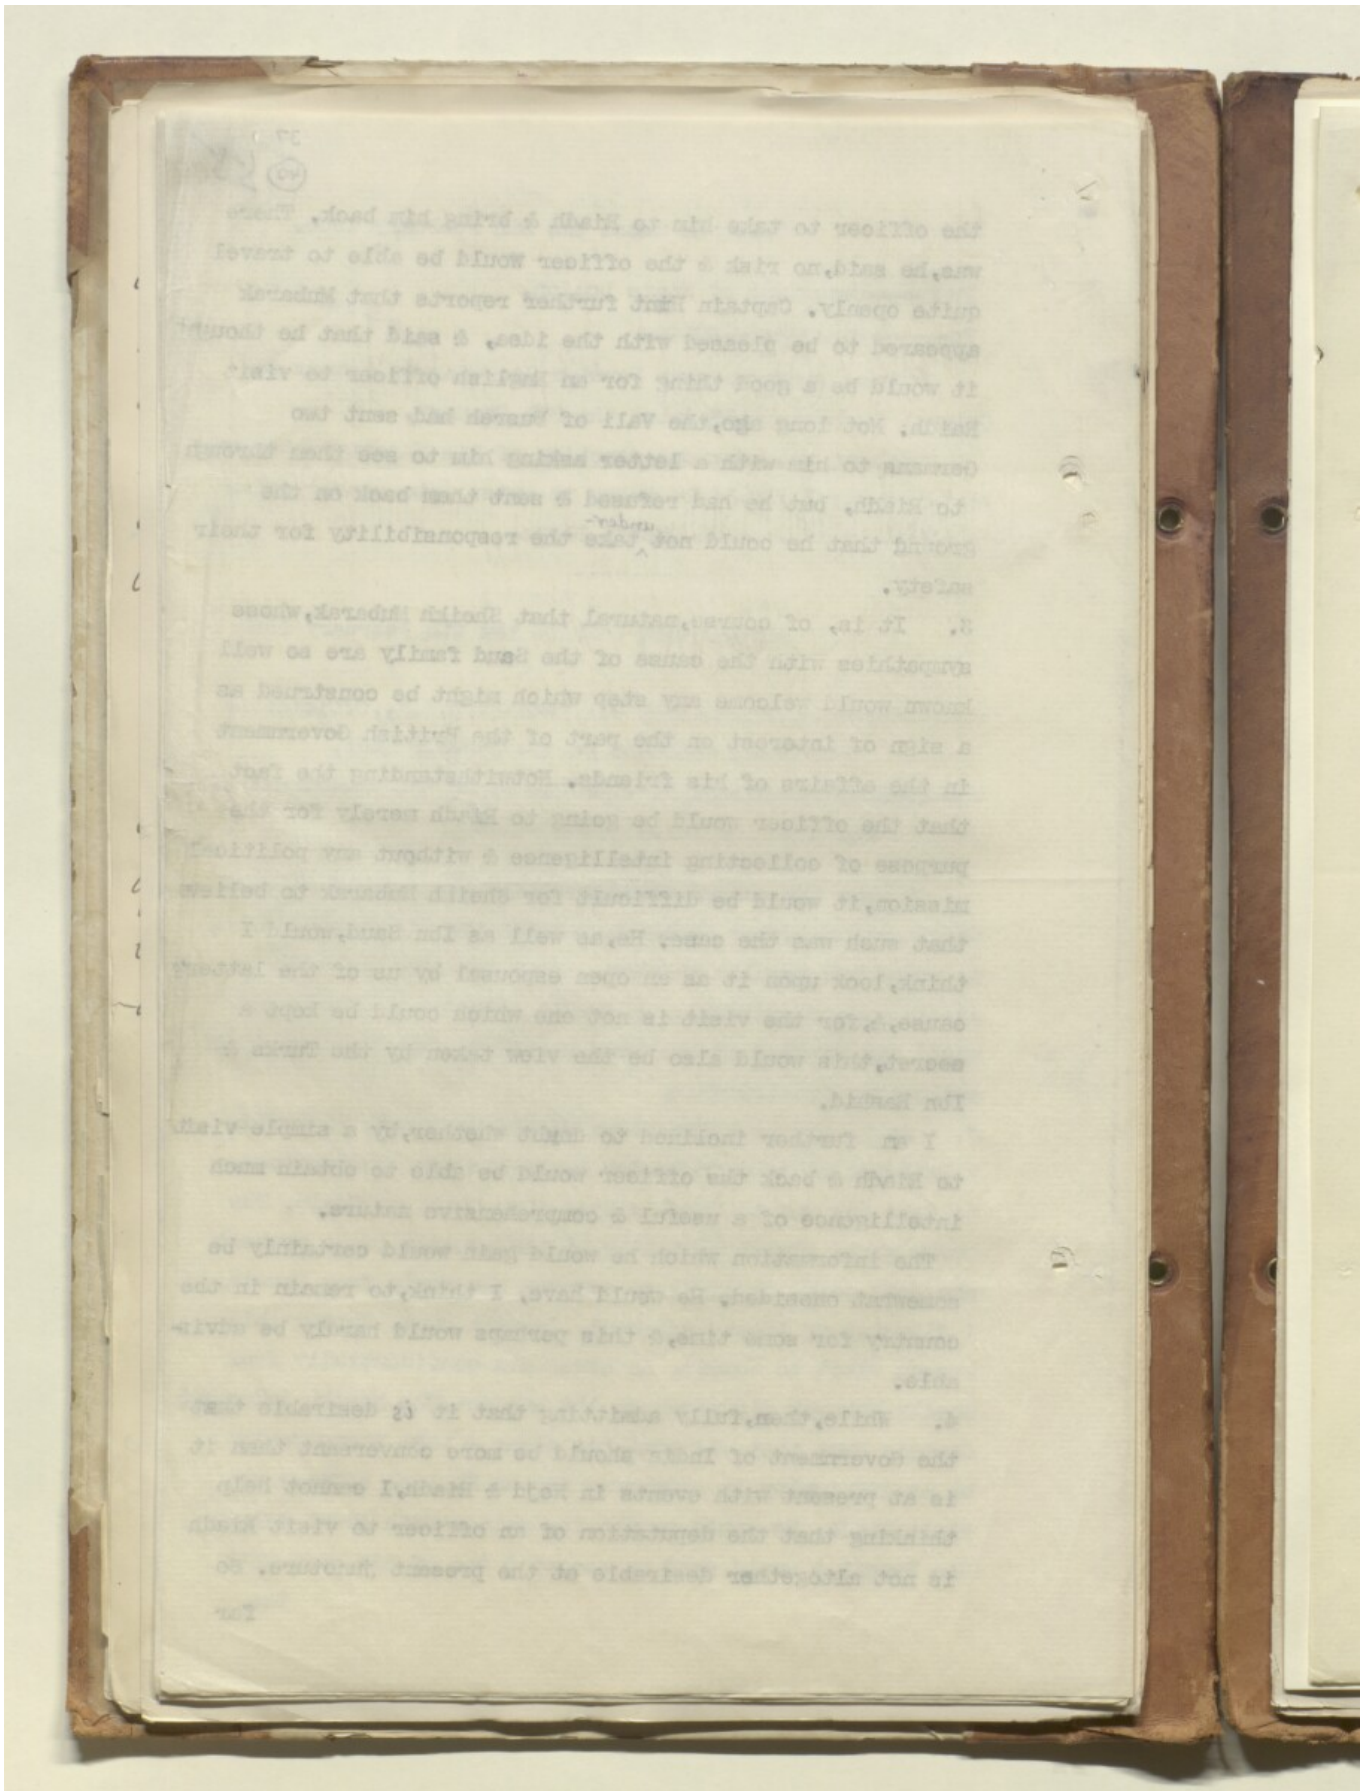 37
the officer to take him to Riadh & bring him back. There
was, he said, no risk & the officer would be able to travel
quite openly. Captain Hunt further reports that Mubarak
appeared to be pleased with the idea, & said that he thought
it would be a good thing for an English officer to visit
Raidh. Not long ago, the Vali of Busreh had sent two
Germans to him with a letter asking him to see them through
to Riadh, but he had refused & sent them back on the
under-
ground that he could not take the responsibility for their
safety.
3. It is, of course, natural that Sheikh Mubarak, whose
sympathies with the cause of the Saud family are so well
known would welcome any step which might be construed as
a sign of interest on the part of the British Government
in the affairs of his friends. Notwithstanding the fact
that the officer would be going to Riadh merely for the
purpose of collecting intelligence & without any political
mission, it would be difficult for Sheikh Mubarak to believe
that such was the case. He, as well as Ibn Saud, would I
think, look upon it as an open espousal by us of the latters
cause, &, for the visit is not one which could be kept a
secret, this would also be the view taken by the Turks &
Ibn Rashid.
I am further inclined to doubt whether, by a simple visit
to Riadh & back the officer would be able to obtain much
intelligence of a useful & comprehensive nature.
The information which he would gain would certainly be
somewhat onesided. He would have, I think, to remain in the
country for some time, & this perhaps would hardly be advis-
able.
4. While, then, fully admitting that it is desirable that
the Government of India should be more conversant than it
is at present with events in Nejd & Riadh, I cannot help
thinking that the deputation of an officer to visit Riadh
is not altogether desirable at the present juncture. So
far